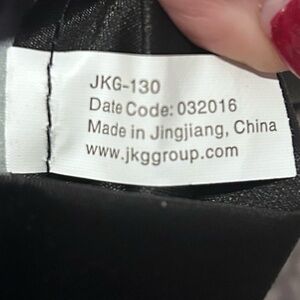 JKG-130
Date Code: 032016
Made in Jingjiang, China
www.jkggroup.com